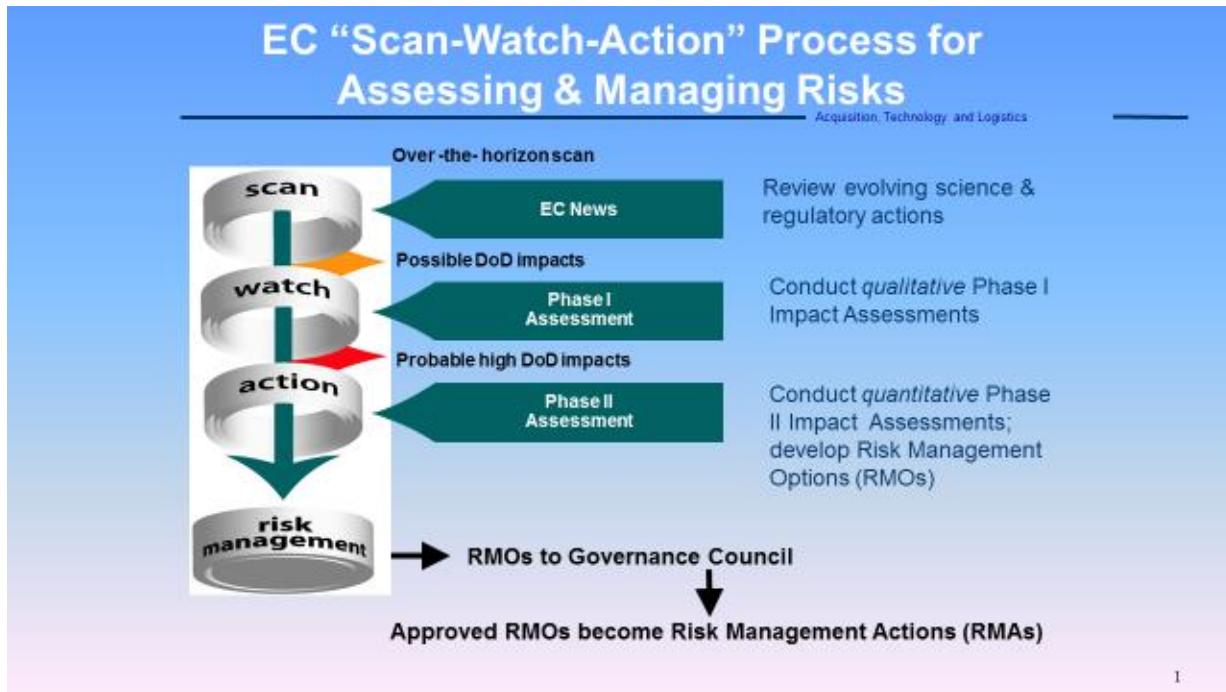 EC “Scan-Watch-Action” Process for
Assessing & Managing Risks
Acquisition, Technology and Logistics
Over -the- horizon scan
scan
EC News
Review evolving science &
regulatory actions
Possible DoD impacts
watch
Phase I
Assessment
Conduct qualitative Phase I
Impact Assessments
Probable high DoD impacts
action
Phase II
Assessment
Conduct quantitative Phase
II Impact Assessments;
develop Risk Management
Options (RMOs)
risk
management
RMOs to Governance Council
Approved RMOs become Risk Management Actions (RMAs)
1